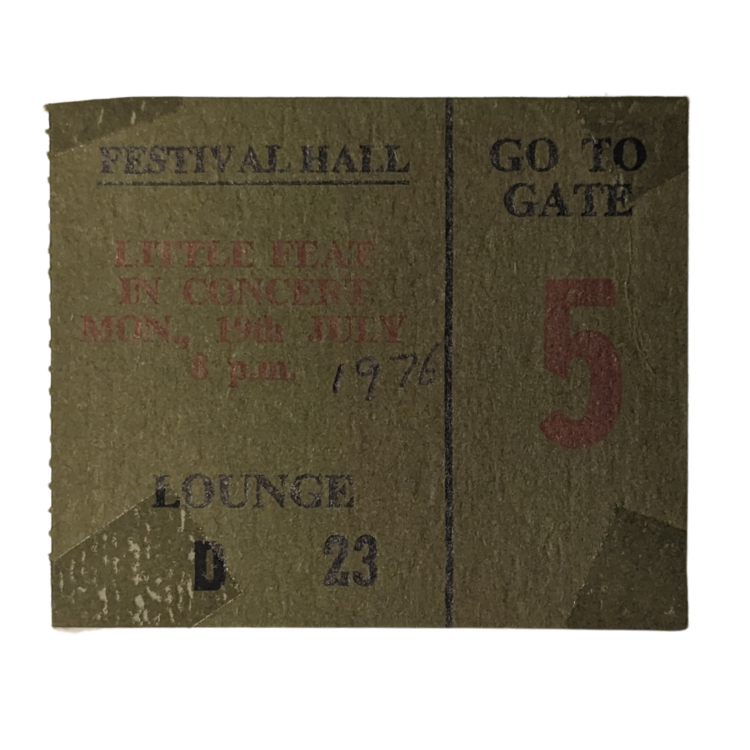 FESTIVAL HALL
LITTLE FEAT
IN CONCERT
MON., 19th JULY
8 p.m.
1976
LOUNGE
D 23
GO TO
GATE
5